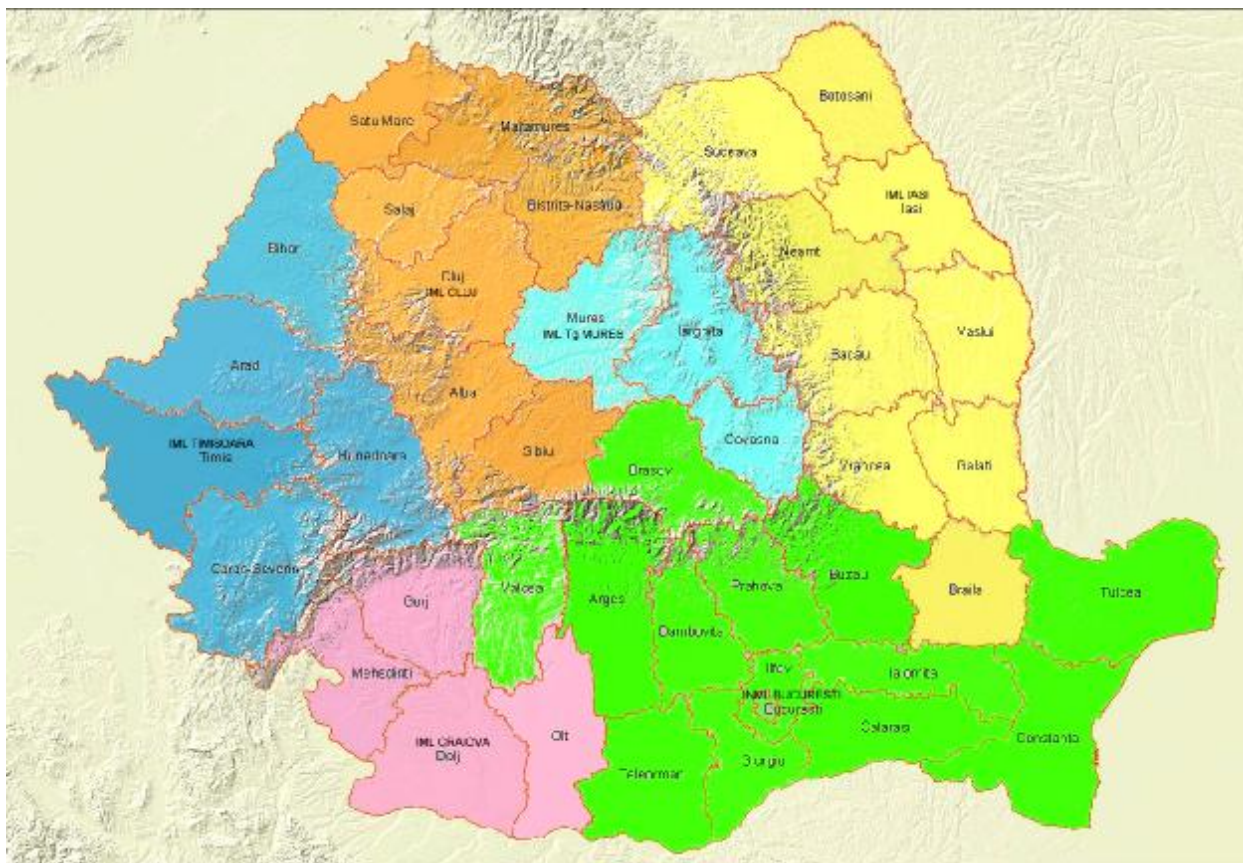 Botosani
Satu Mare
Maramures
Suceava
IML IASI
Iasi
Salaj
Bistrita-Nasaud
Bihor
Neamt
Cluj
IML CLUJ
Mures
IML Tg MURES
Harghita
Vaslui
Bacau
Arad
Alba
Covasna
IML TIMISOARA
Timis
Hunedoara
Sibiu
Brasov
Vrancea
Galati
Caras-Severin
Gorj
Valcea
Arges
Prahova
Buzau
Braila
Tulcea
Dambovita
Mehedinti
Ilfov
Ialomita
INML BUCURESTI
Bucuresti
IML CRAIOVA
Dolj
Olt
Calarasi
Constanta
Teleorman
Giurgiu